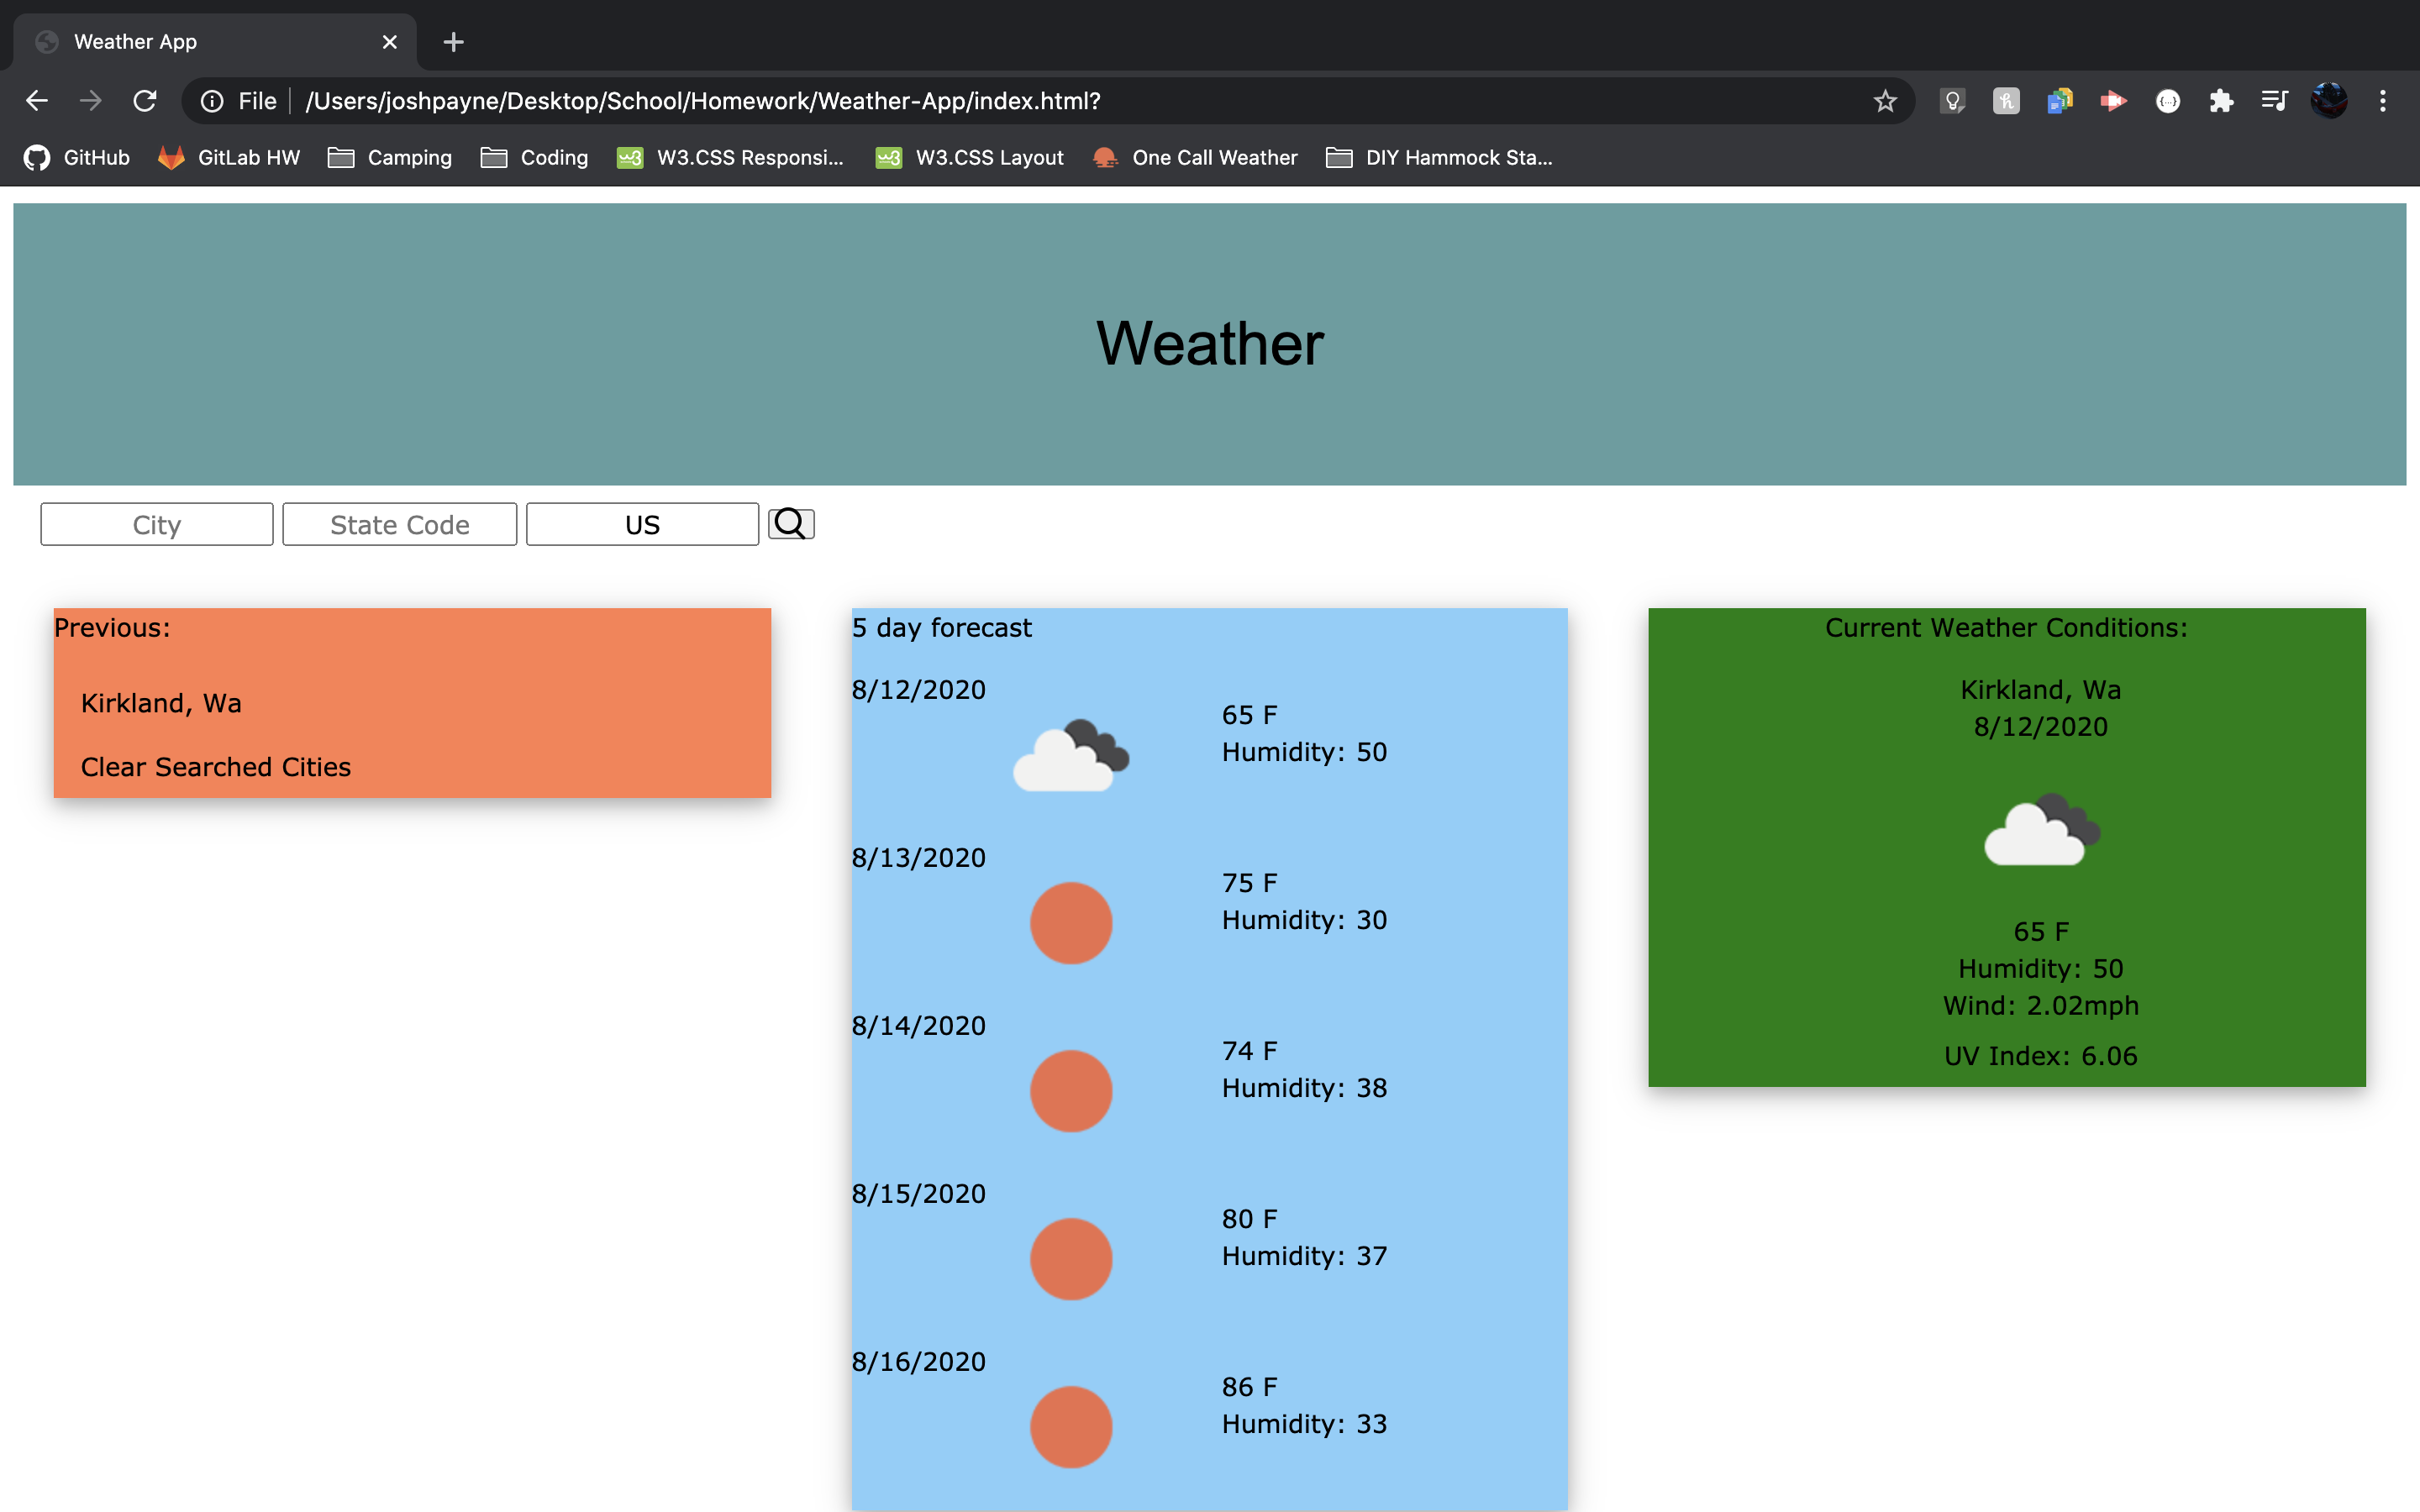 Weather App
File /Users/joshpayne/Desktop/School/Homework/Weather-App/index.html?
GitHub GitLab HW Camping Coding W3.CSS Responsi... W3.CSS Layout One Call Weather DIY Hammock Sta...
Weather
City State Code US
Previous:
Kirkland, Wa
Clear Searched Cities
5 day forecast
8/12/2020
65 F
Humidity: 50
8/13/2020
75 F
Humidity: 30
8/14/2020
74 F
Humidity: 38
8/15/2020
80 F
Humidity: 37
8/16/2020
86 F
Humidity: 33
Current Weather Conditions:
Kirkland, Wa
8/12/2020
65 F
Humidity: 50
Wind: 2.02mph
UV Index: 6.06